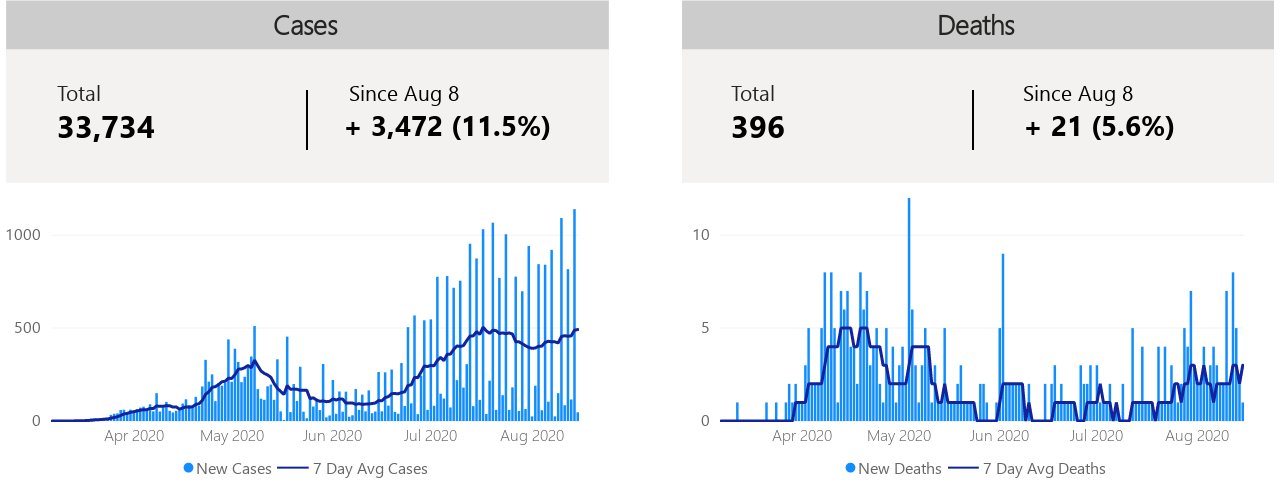 Cases
Total
33,734
Since Aug 8
+ 3,472 (11.5%)
1000
500
0
Apr 2020 May 2020 Jun 2020 Jul 2020 Aug 2020
New Cases 7 Day Avg Cases
Deaths
Total
396
Since Aug 8
+ 21 (5.6%)
10
5
0
Apr 2020 May 2020 Jun 2020 Jul 2020 Aug 2020
New Deaths 7 Day Avg Deaths